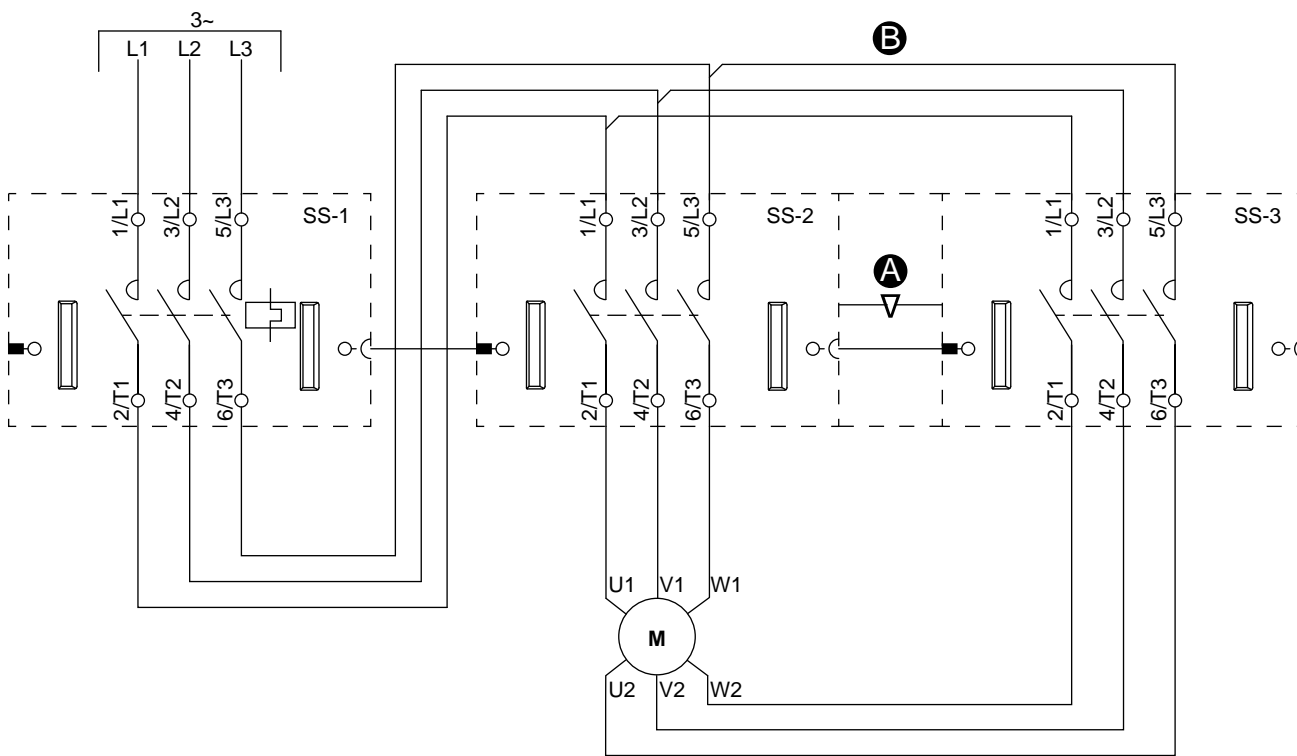 3~
L1 L2 L3
B
1/L1 3/L2 5/L3 SS-1
1/L1 3/L2 5/L3 SS-2
1/L1 3/L2 5/L3 SS-3
A
2/T1 4/T2 6/T3
2/T1 4/T2 6/T3
2/T1 4/T2 6/T3
U1 V1 W1
M
U2 V2 W2